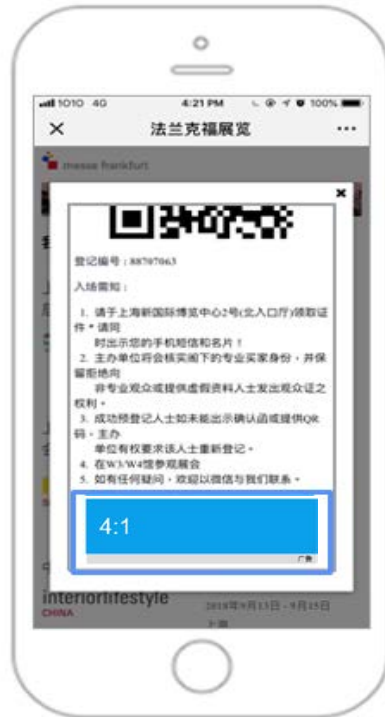 1010 4G 4:21 PM 100%
法兰克福展览
messe frankfurt
登记编号：88707063
入场需知：
1. 请于上海新国际博览中心2号(北入口厅)领取证
件。请同
时出示您的手机短信和名片！
2. 主办单位将会核实阁下的专业买家身份，并保
留拒绝向
非专业观众或提供虚假资料人士发出观众证之
权利。
3. 成功预登记人士如未能出示确认函或提供QR
码，主办
单位有权要求该人士重新登记。
4. 在W3/W4馆参观展会
5. 如有任何疑问，欢迎以微信与我们联系。
4:1
广告
interiorlifestyle
CHINA
2018年9月13日 - 9月15日
上海